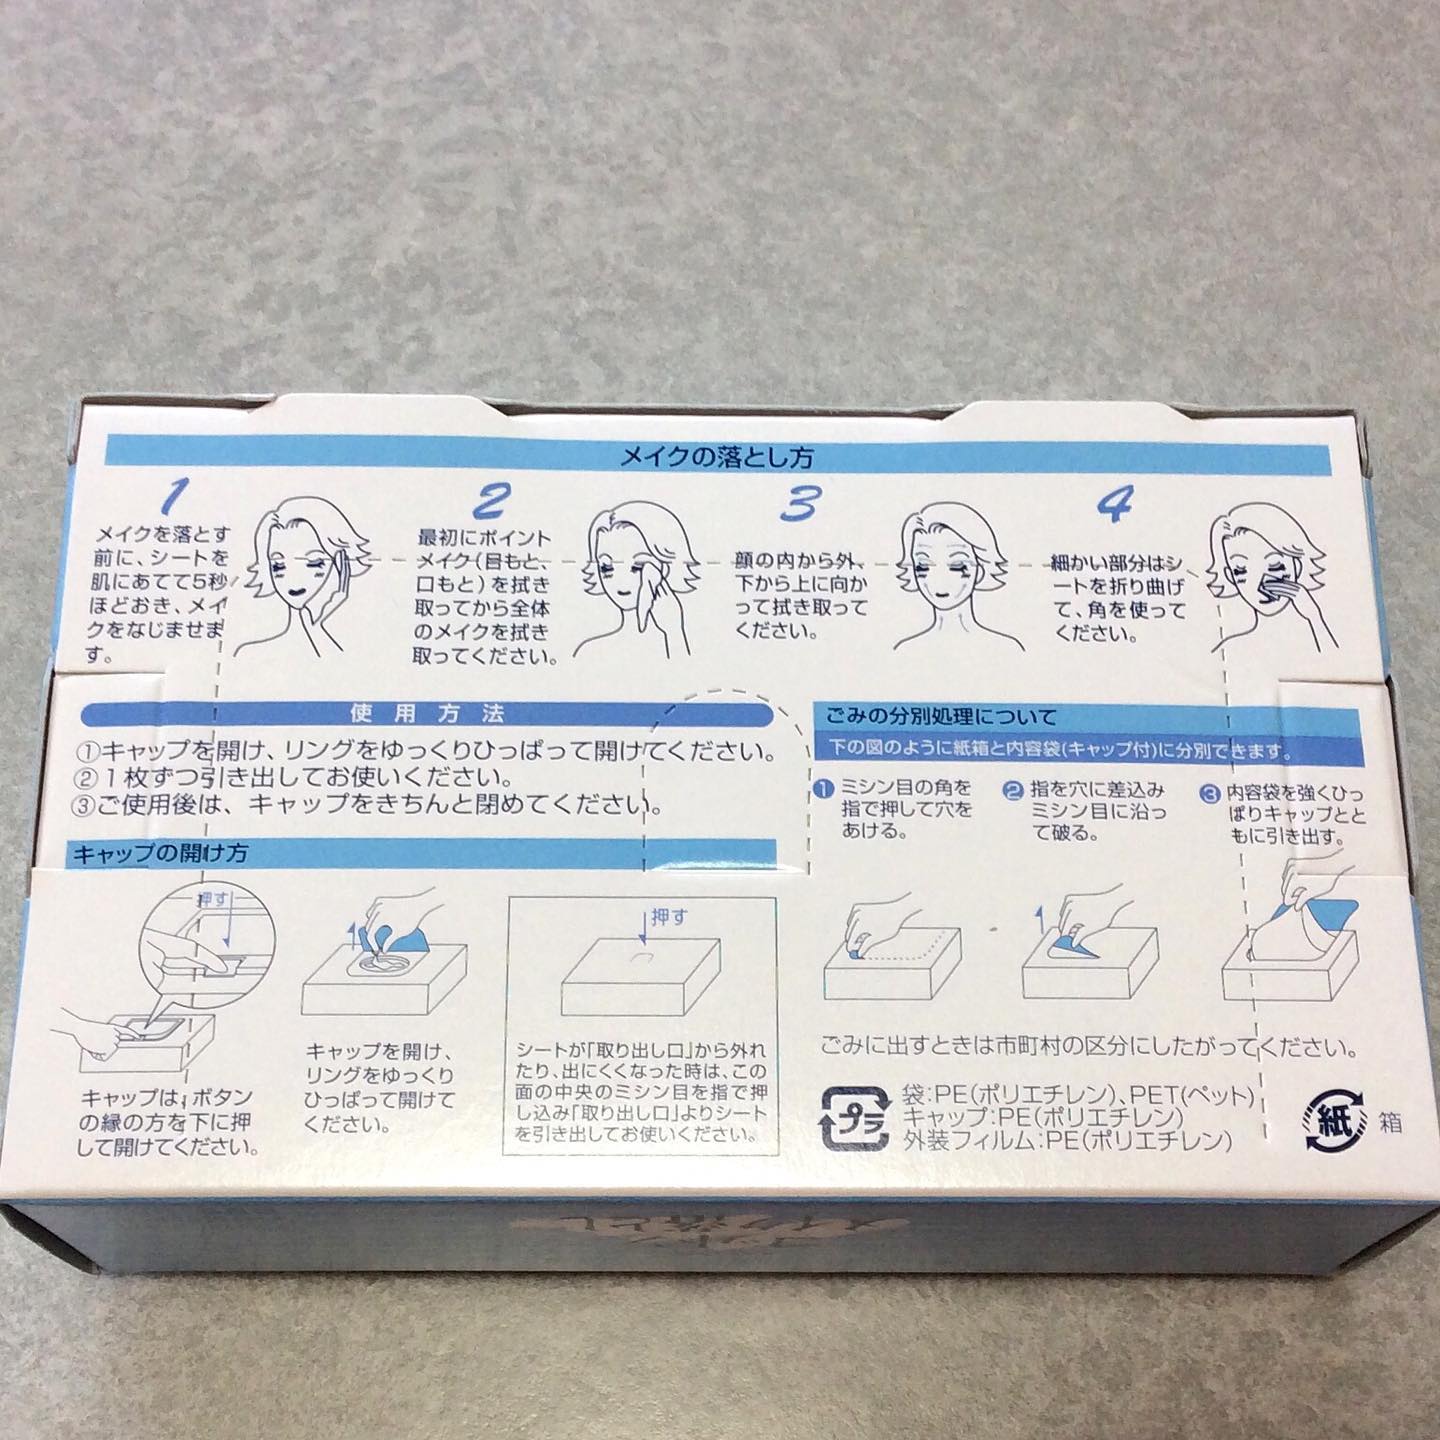 メイクの落とし方
1
メイクを落とす
前に、シートを
肌にあてて5秒
ほどおき、メイ
クをなじませま
す。
2
最初にポイント
メイク(目もと、
口もと)を拭き
取ってから全体
のメイクを拭き
取ってください。
3
顔の内から外、
下から上に向か
って拭き取って
ください。
4
細かい部分はシ
ートを折り曲げ
て、角を使って
ください。
使用方法
①キャップを開け、リングをゆっくりひっぱって開けてください。
②1枚ずつ引き出してお使いください。
③ご使用後は、キャップをきちんと閉めてください。
キャップの開け方
押す
キャップは、ボタン
の縁の方を下に押
して開けてください。
キャップを開け、
リングをゆっくり
ひっぱって開けて
ください。
押す
シートが「取り出し口」から外れ
たり、出にくくなった時は、この
面の中央のミシン目を指で押
し込み「取り出し口」よりシート
を引き出してお使いください。
ごみの分別処理について
下の図のように紙箱と内容袋(キャップ付)に分別できます。
1 ミシン目の角を
指で押して穴を
あける。
2 指を穴に差込み
ミシン目に沿っ
て破る。
3 内容袋を強くひっ
ぱりキャップとと
もに引き出す。
ごみに出すときは市町村の区分にしたがってください。
プラ
袋:PE(ポリエチレン)、PET(ペット)
キャップ:PE(ポリエチレン)
外装フィルム:PE(ポリエチレン)
紙
箱
コットン
メイク落とし